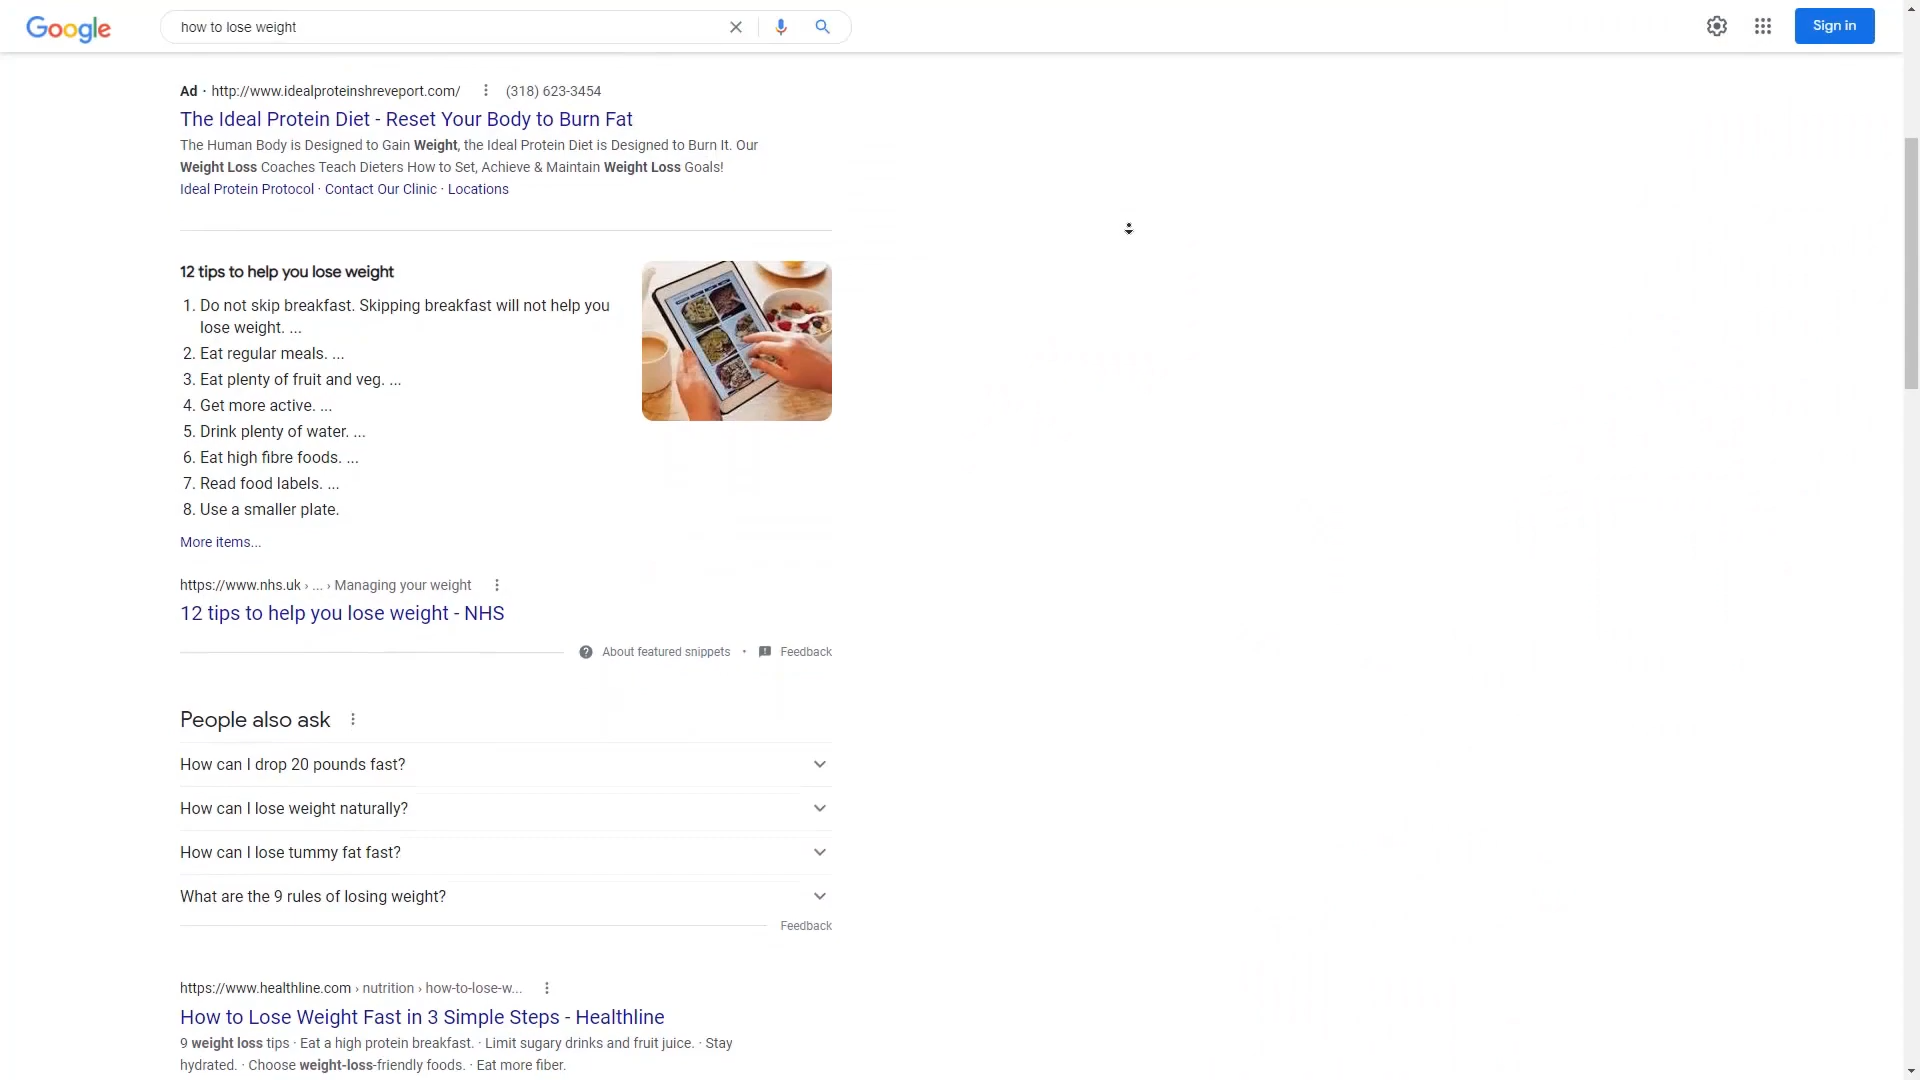 Google
how to lose weight
Sign in
Ad · http://www.idealproteinshreveport.com/ (318) 623-3454
The Ideal Protein Diet - Reset Your Body to Burn Fat
The Human Body is Designed to Gain Weight, the Ideal Protein Diet is Designed to Burn It. Our
Weight Loss Coaches Teach Dieters How to Set, Achieve & Maintain Weight Loss Goals!
Ideal Protein Protocol · Contact Our Clinic · Locations
12 tips to help you lose weight
1. Do not skip breakfast. Skipping breakfast will not help you
lose weight. ...
2. Eat regular meals. ...
3. Eat plenty of fruit and veg. ...
4. Get more active. ...
5. Drink plenty of water. ...
6. Eat high fibre foods. ...
7. Read food labels. ...
8. Use a smaller plate.
More items...
https://www.nhs.uk › ... › Managing your weight
12 tips to help you lose weight - NHS
About featured snippets • Feedback
People also ask
How can I drop 20 pounds fast?
How can I lose weight naturally?
How can I lose tummy fat fast?
What are the 9 rules of losing weight?
Feedback
https://www.healthline.com › nutrition › how-to-lose-w...
How to Lose Weight Fast in 3 Simple Steps - Healthline
9 weight loss tips · Eat a high protein breakfast. · Limit sugary drinks and fruit juice. · Stay
hydrated. · Choose weight-loss-friendly foods. · Eat more fiber.